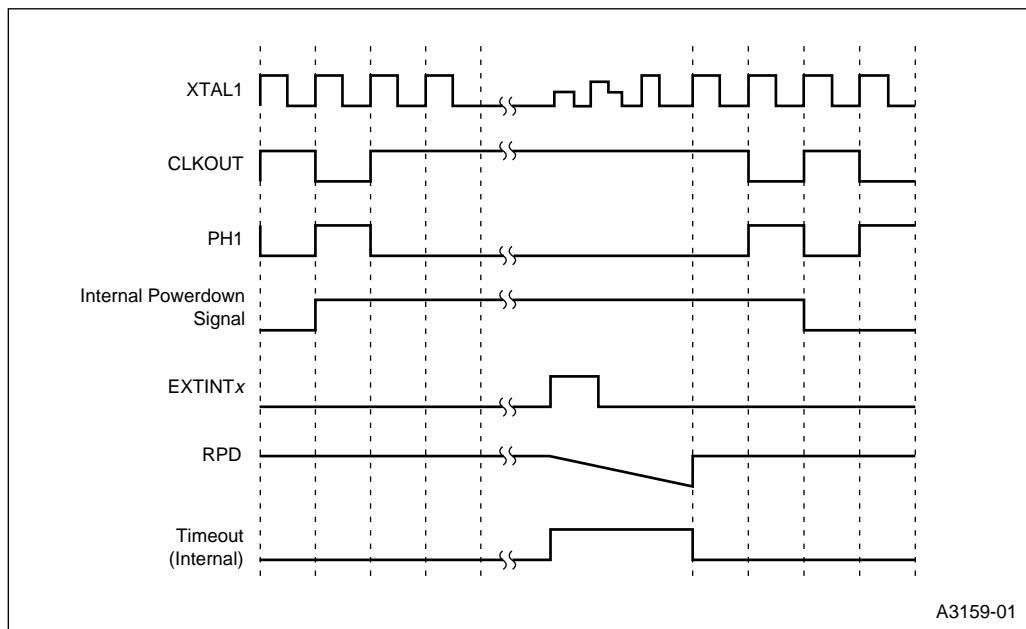 XTAL1
CLKOUT
PH1
Internal Powerdown
Signal
EXTINTx
RPD
Timeout
(Internal)
A3159-01